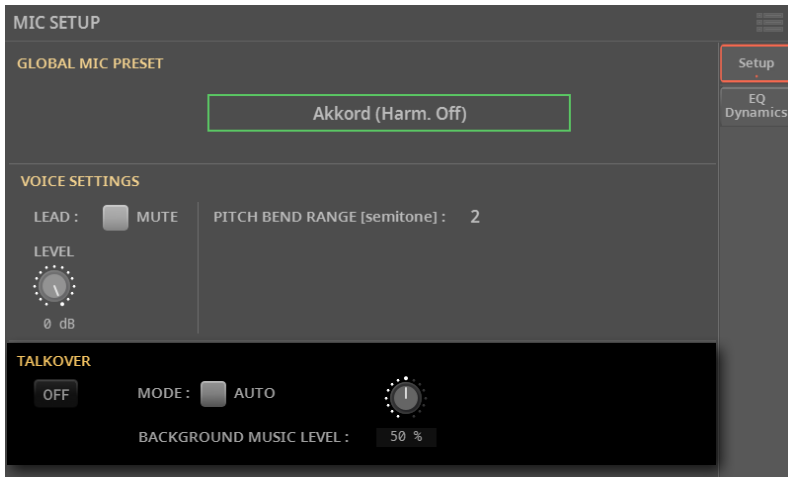 MIC SETUP
GLOBAL MIC PRESET
Setup
Akkord (Harm. Off)
EQ
Dynamics
VOICE SETTINGS
LEAD : MUTE PITCH BEND RANGE [semitone] : 2
LEVEL
0 dB
TALKOVER
OFF MODE : AUTO
BACKGROUND MUSIC LEVEL : 50 %